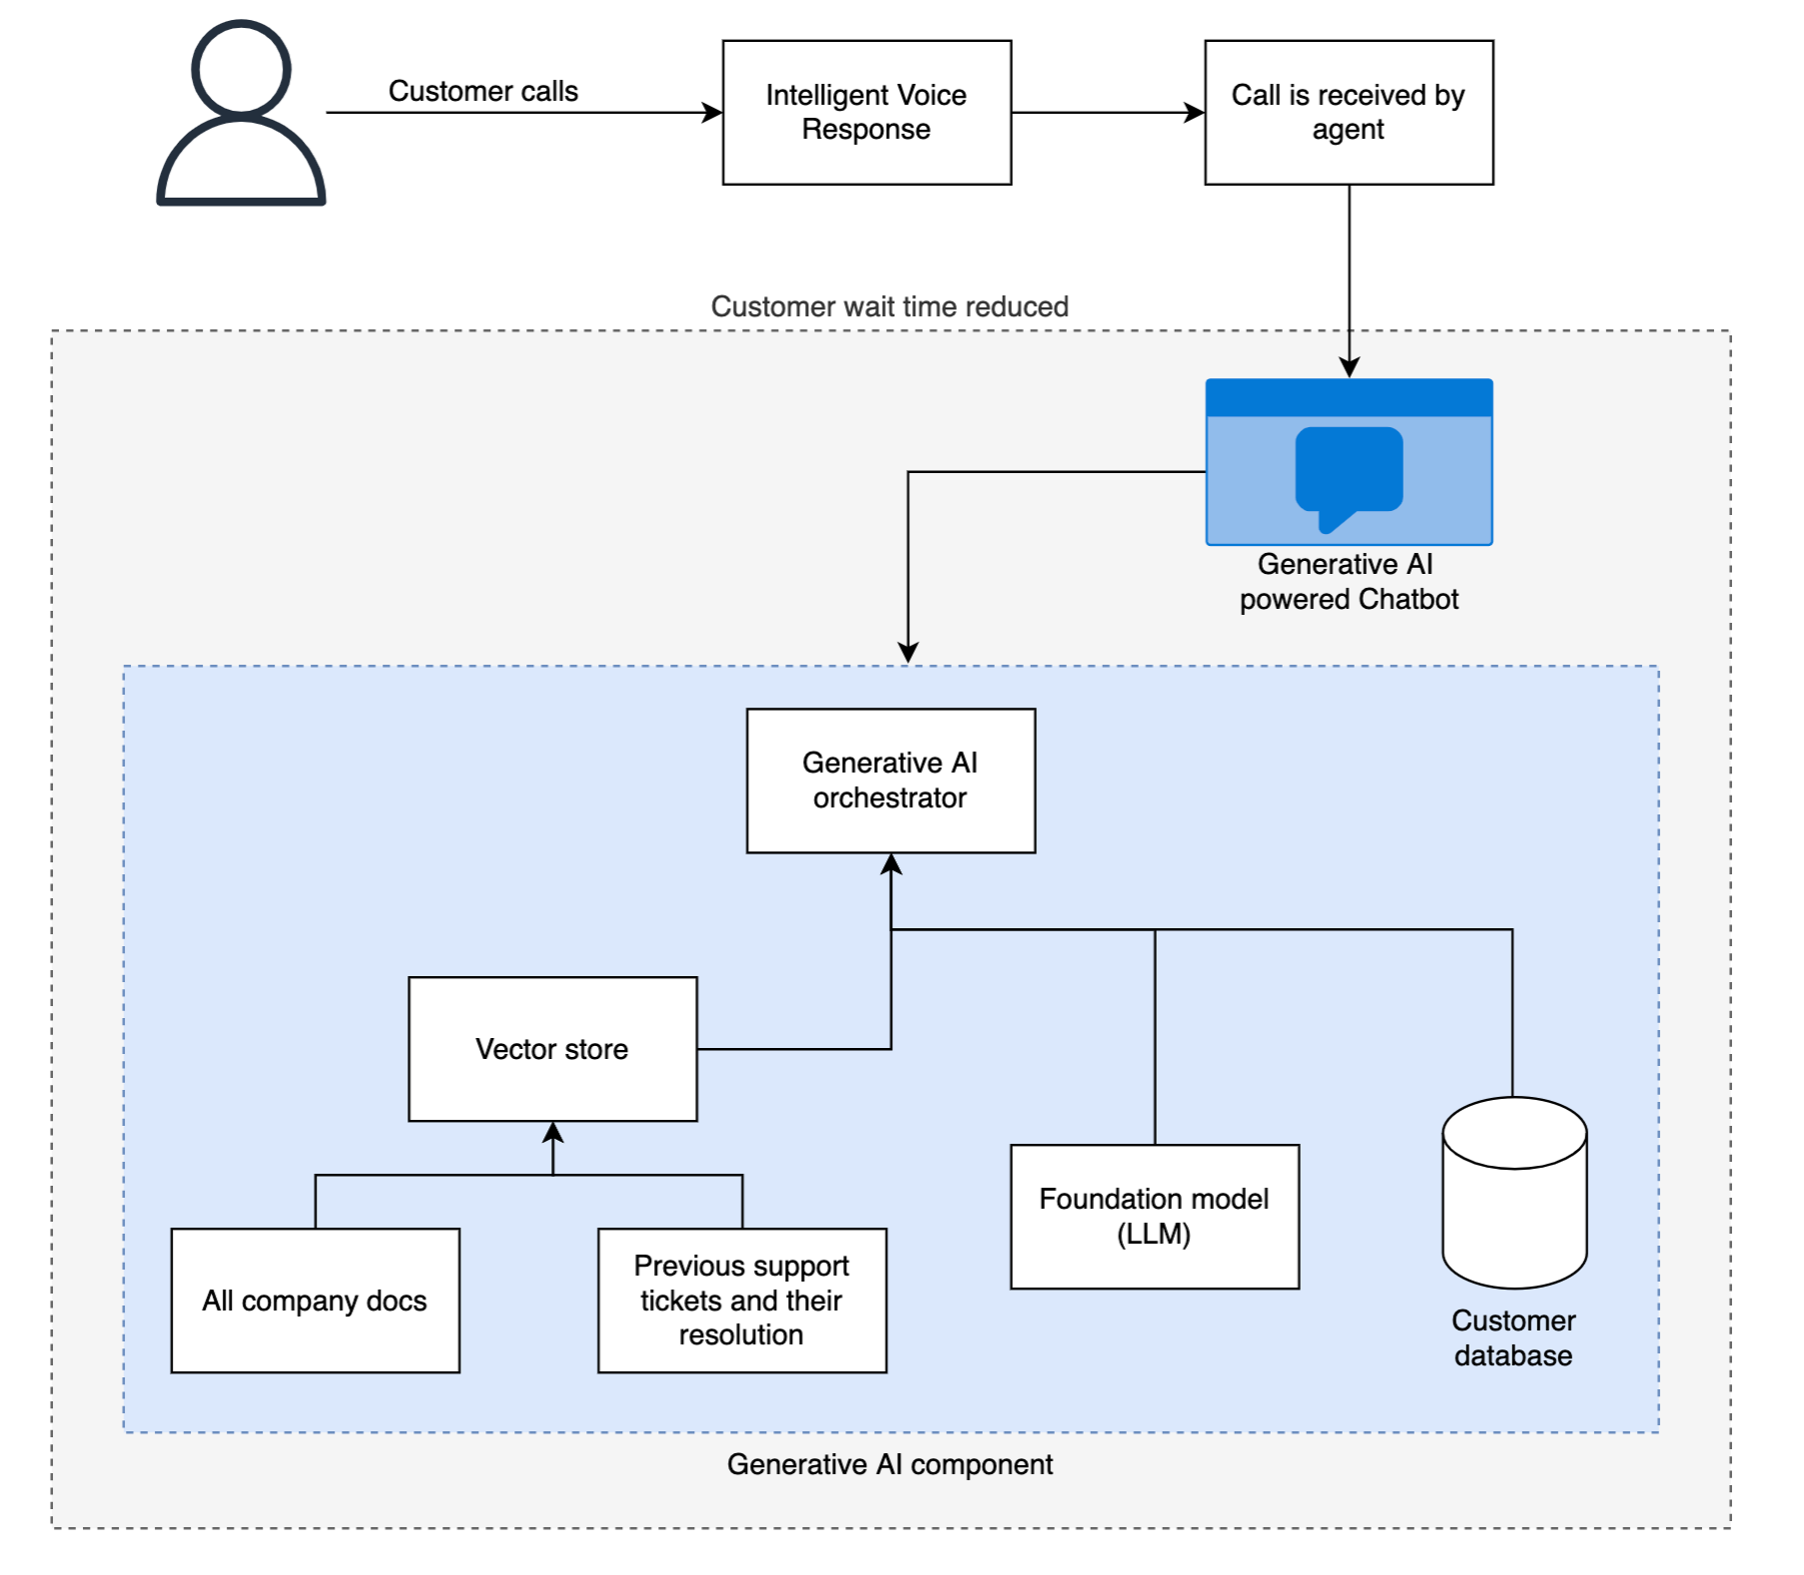 Customer calls
Intelligent Voice
Response
Call is received by
agent
Customer wait time reduced
Generative AI
powered Chatbot
Generative AI
orchestrator
Vector store
All company docs
Previous support
tickets and their
resolution
Foundation model
(LLM)
Customer
database
Generative AI component